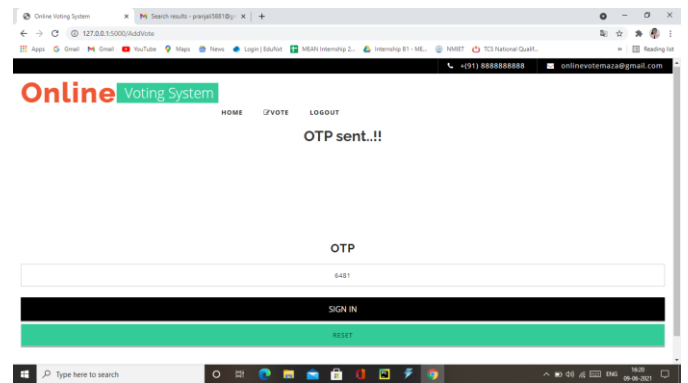 Online Voting System
Search results - pranjali5881@g
127.0.0.1:5000/AddVote
Apps Gmail Gmail YouTube Maps News Login | EduNet MEAN Internship 2... Internship B1 - ME... NMIET TCS National Qualif... Reading list
+(91) 8888888888 onlinevotemaza@gmail.com
Online Voting System
HOME VOTE LOGOUT
OTP sent..!!
OTP
6481
SIGN IN
RESET
Type here to search
ENG
16:20
09-06-2021